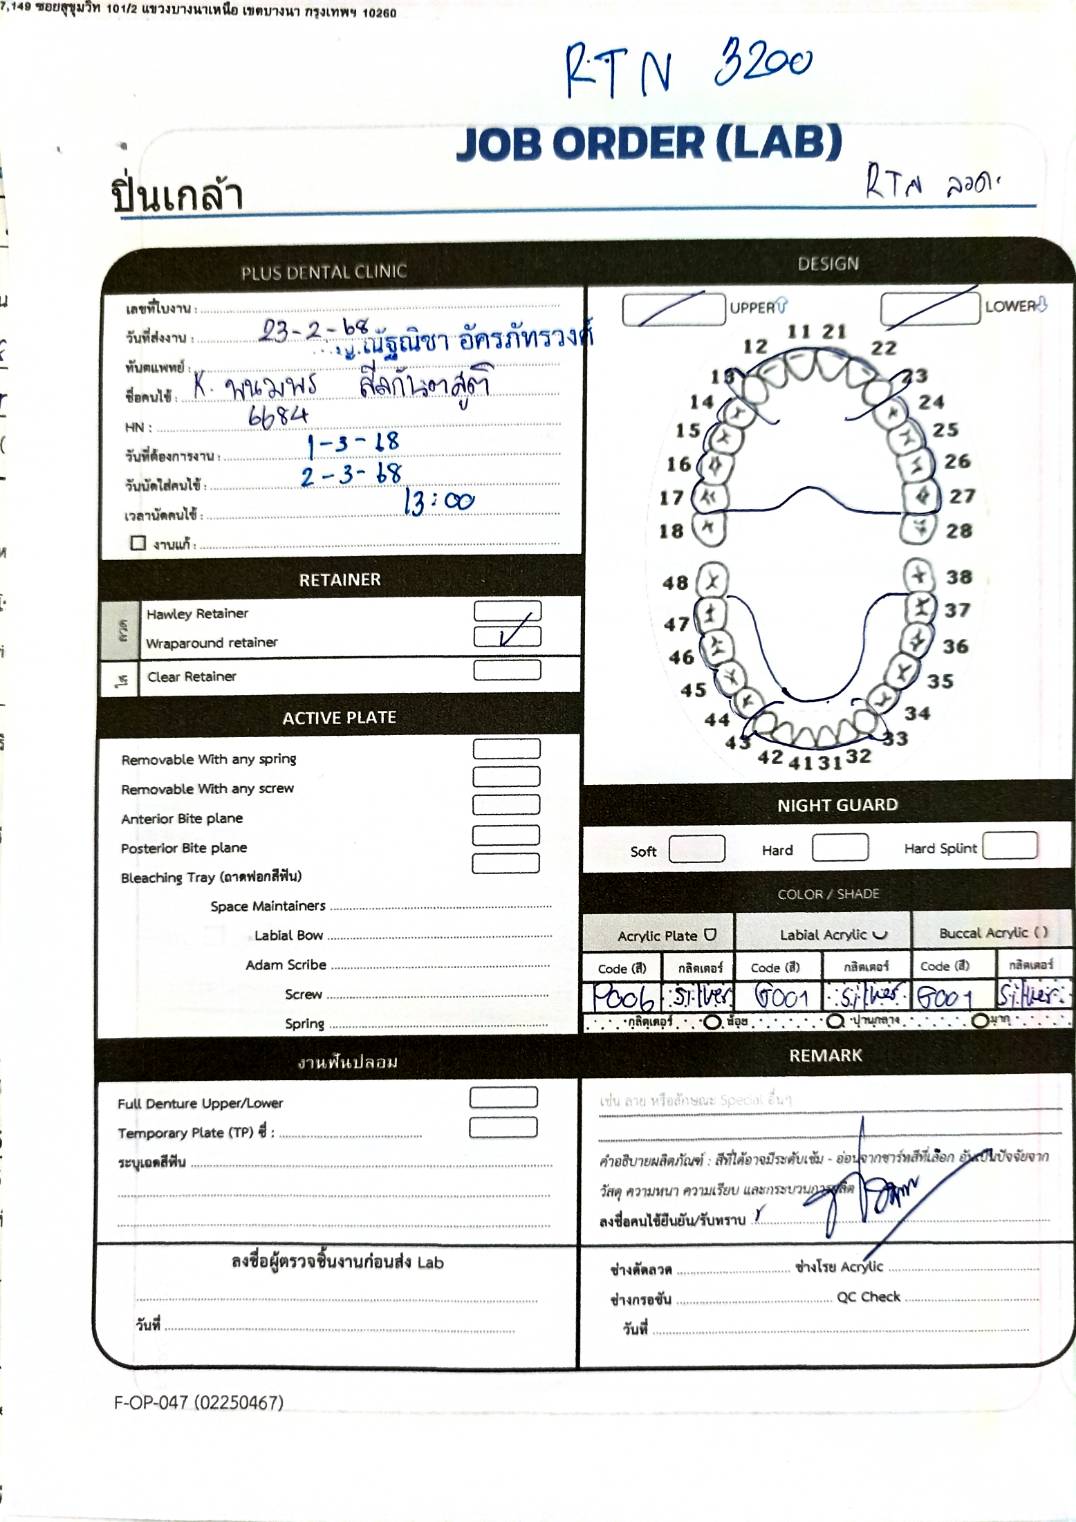 7,149 ซอยสุขุมวิท 101/2 แขวงบางนาเหนือ เขตบางนา กรุงเทพฯ 10260
RTN 3200
JOB ORDER (LAB)
ปิ่นเกล้า
RTN ลวด
PLUS DENTAL CLINIC
เลขที่ใบงาน :
วันที่ส่งงาน : 23-2-68
ทันตแพทย์ : ณัฐณิชา อัครภัทรวงศ์
ชื่อคนไข้ : K. พนมพร
HN : 6684
วันที่ต้องการงาน : 1-3-68
วันนัดใส่คนไข้ : 2-3-68
เวลานัดคนไข้ : 13:00
งานแก้ :
DESIGN
UPPER
LOWER
11 21
12 22
13 23
14 24
15 25
16 26
17 27
18 28
48 38
47 37
46 36
45 35
44 34
43 33
42 41 31 32
RETAINER
ลวด
Hawley Retainer
Wraparound retainer
ใส
Clear Retainer
ACTIVE PLATE
Removable With any spring
Removable With any screw
Anterior Bite plane
Posterior Bite plane
Bleaching Tray (ถาดฟอกสีฟัน)
Space Maintainers
Labial Bow
Adam Scribe
Screw
Spring
NIGHT GUARD
Soft Hard Hard Splint
COLOR / SHADE
Acrylic Plate Labial Acrylic Buccal Acrylic ( )
Code (สี) กลิตเตอร์ Code (สี) กลิตเตอร์ Code (สี) กลิตเตอร์
P006 Silver G001 Silver G001 Silver
กลิตเตอร์ น้อย ปานกลาง มาก
งานฟันปลอม
Full Denture Upper/Lower
Temporary Plate (TP) ซี่ :
ระบุเฉดสีฟัน
REMARK
เช่น ลาย หรือลักษณะ Special อื่นๆ
คำอธิบายผลิตภัณฑ์ : สีที่ได้อาจมีระดับเข้ม - อ่อนจากชาร์ทสีที่เลือก อันเป็นปัจจัยจาก
วัสดุ ความหนา ความเรียบ และกระบวนการผลิต
ลงชื่อคนไข้ยืนยัน/รับทราบ
ลงชื่อผู้ตรวจชิ้นงานก่อนส่ง Lab
วันที่
ช่างดัดลวด ช่างโรย Acrylic
ช่างกรอขัน QC Check
วันที่
F-OP-047 (02250467)